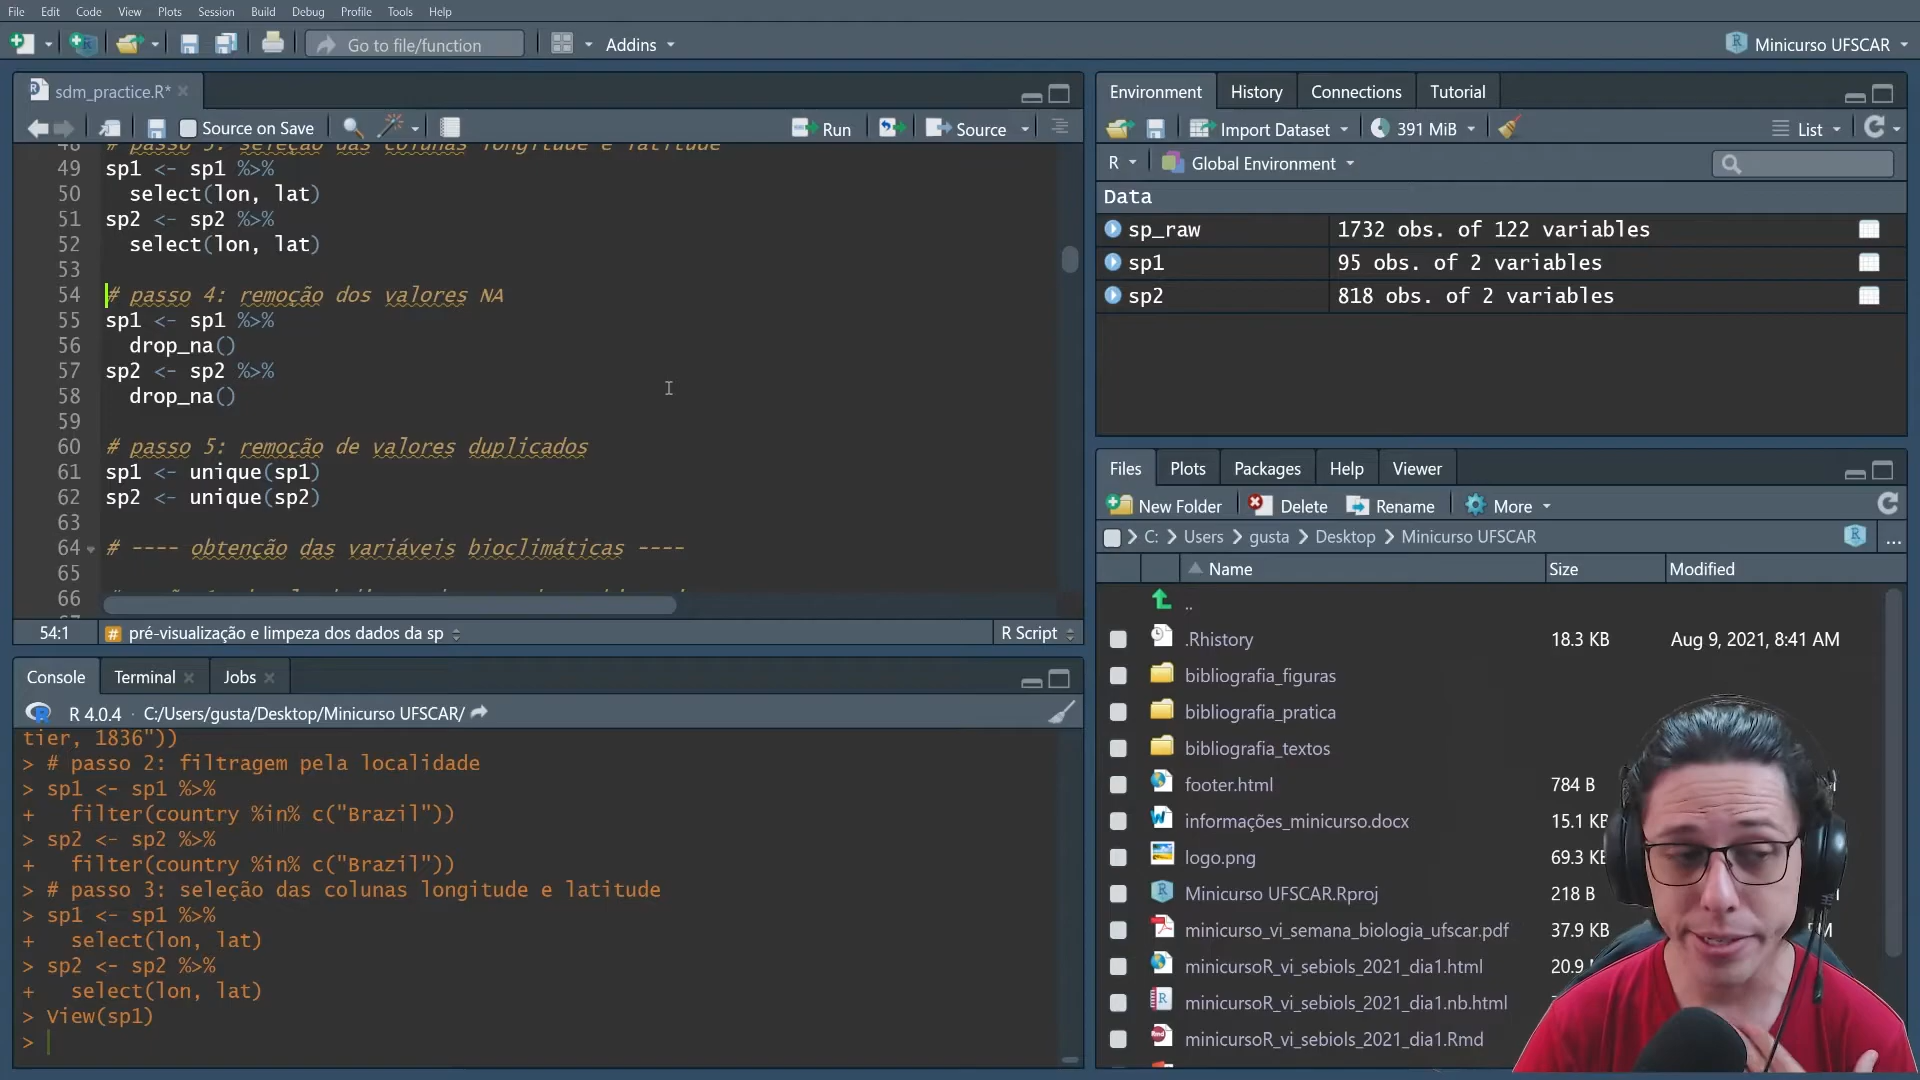 File Edit Code View Plots Session Build Debug Profile Tools Help
Go to file/function Addins Minicurso UFSCAR
sdm_practice.R*
Source on Save Run Source
48 # passo 3: seleção das colunas longitude e latitude
49 sp1 <- sp1 %>%
50 select(lon, lat)
51 sp2 <- sp2 %>%
52 select(lon, lat)
53
54 # passo 4: remoção dos valores NA
55 sp1 <- sp1 %>%
56 drop_na()
57 sp2 <- sp2 %>%
58 drop_na()
59
60 # passo 5: remoção de valores duplicados
61 sp1 <- unique(sp1)
62 sp2 <- unique(sp2)
63
64 # ---- obtenção das variáveis bioclimáticas ----
65
66
54:1 # pré-visualização e limpeza dos dados da sp R Script
Console Terminal Jobs
R 4.0.4 · C:/Users/gusta/Desktop/Minicurso UFSCAR/
tier, 1836"))
> # passo 2: filtragem pela localidade
> sp1 <- sp1 %>%
+ filter(country %in% c("Brazil"))
> sp2 <- sp2 %>%
+ filter(country %in% c("Brazil"))
> # passo 3: seleção das colunas longitude e latitude
> sp1 <- sp1 %>%
+ select(lon, lat)
> sp2 <- sp2 %>%
+ select(lon, lat)
> View(sp1)
>
Environment History Connections Tutorial
Import Dataset 391 MiB List
R Global Environment
Data
sp_raw 1732 obs. of 122 variables
sp1 95 obs. of 2 variables
sp2 818 obs. of 2 variables
Files Plots Packages Help Viewer
New Folder Delete Rename More
C: > Users > gusta > Desktop > Minicurso UFSCAR ...
Name Size Modified
..
.Rhistory 18.3 KB Aug 9, 2021, 8:41 AM
bibliografia_figuras
bibliografia_pratica
bibliografia_textos
footer.html 784 B
informações_minicurso.docx 15.1 KB
logo.png 69.3 KB
Minicurso UFSCAR.Rproj 218 B
minicurso_vi_semana_biologia_ufscar.pdf 37.9 KB
minicursoR_vi_sebiols_2021_dia1.html 20.9
minicursoR_vi_sebiols_2021_dia1.nb.html
minicursoR_vi_sebiols_2021_dia1.Rmd